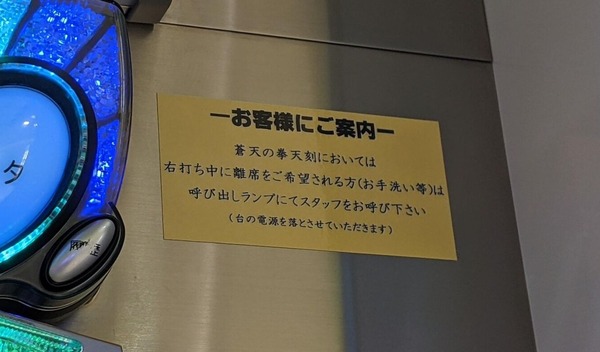 ーお客様にご案内ー
蒼天の拳天刻においては
右打ち中に離席をご希望される方(お手洗い等)は
呼び出しランプにてスタッフをお呼び下さい
(台の電源を落とさせていただきます)
タ